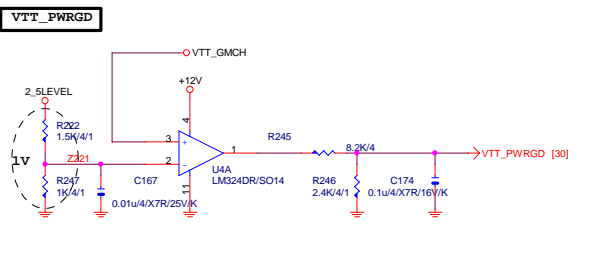 VTT_PWRGD
VTT_GMCH
+12V
2_5LEVEL
4
R222
1.5K/4/1
3
+
R245
1
8.2K/4
1V
Z221
2
-
VTT_PWRGD [30]
U4A
LM324DR/SO14
R247
1K/4/1
C167
0.01u/4/X7R/25V/K
11
R246
2.4K/4/1
C174
0.1u/4/X7R/16V/K